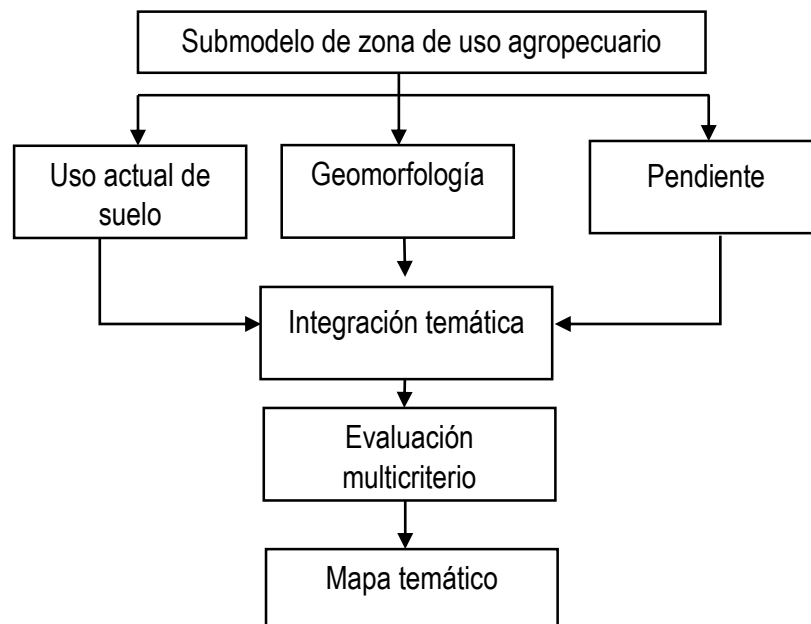 Submodelo de zona de uso agropecuario
Uso actual de
suelo
Geomorfología
Pendiente
Integración temática
Evaluación
multicriterio
Mapa temático